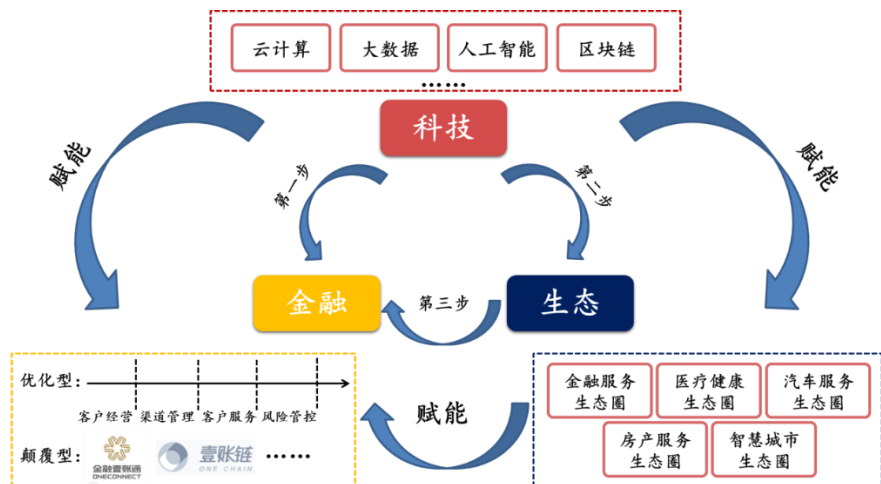 云计算
大数据
人工智能
区块链
……
科技
赋能
赋能
第一步
第二步
金融
第三步
生态
优化型：
客户经营
渠道管理
客户服务
风险管控
颠覆型：
金融壹账通
ONECONNECT
壹账链
ONE CHAIN
……
赋能
金融服务
生态圈
医疗健康
生态圈
汽车服务
生态圈
房产服务
生态圈
智慧城市
生态圈